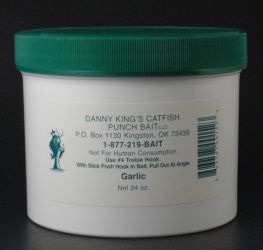 DANNY KING'S CATFISH
PUNCH BAIT LLC
P.O. Box 1130 Kingston, OK 73439
1-877-219-BAIT
Not For Human Consumption
Use #4 Treble Hook:
With Stick Push Hook In Bait, Pull Out At Angle
Garlic
Net 24 oz.